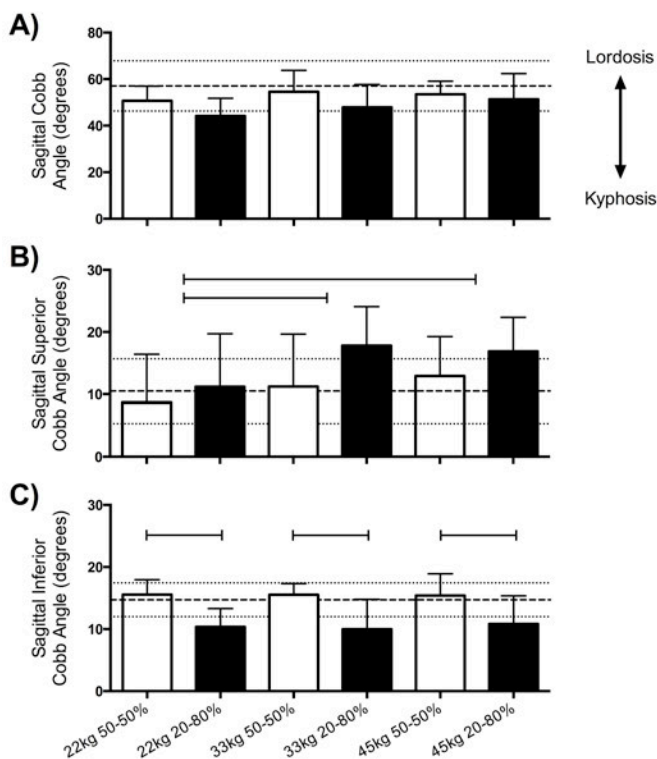 A)
Sagittal Cobb
Angle (degrees)
80
60
40
20
0
Lordosis
Kyphosis
B)
Sagittal Superior
Cobb Angle (degrees)
30
20
10
0
C)
Sagittal Inferior
Cobb Angle (degrees)
30
20
10
0
22kg 50-50%
22kg 20-80%
33kg 50-50%
33kg 20-80%
45kg 50-50%
45kg 20-80%